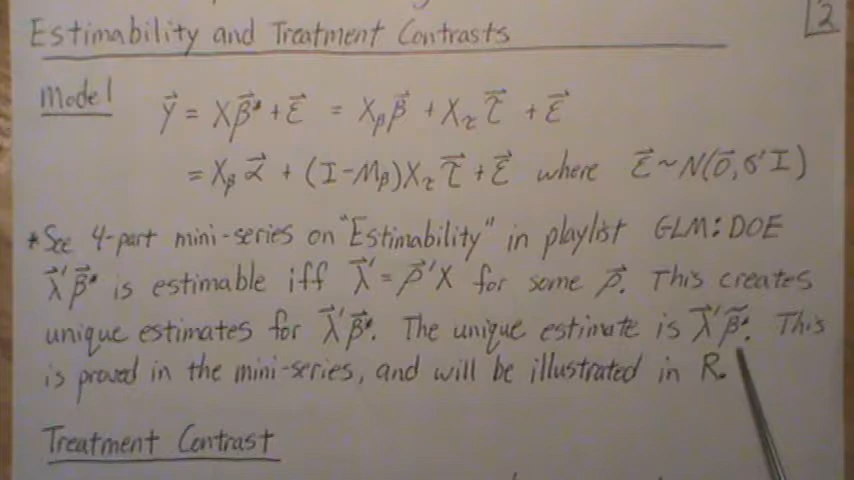 2
Estimability and Treatment Contrasts
Model Y⃗ = Xβ⃗* + ε⃗ = X_β β⃗ + X_τ τ⃗ + ε⃗
= X_β α⃗ + (I-M_β)X_τ τ⃗ + ε⃗ where ε⃗ ~ N(0⃗, σ²I)
*See 4-part mini-series on "Estimability" in playlist GLM: DOE
λ⃗'β⃗* is estimable iff λ⃗' = ρ⃗'X for some ρ⃗. This creates
unique estimates for λ⃗'β⃗*. The unique estimate is λ⃗'β̃*. This
is proved in the mini-series, and will be illustrated in R.
Treatment Contrast